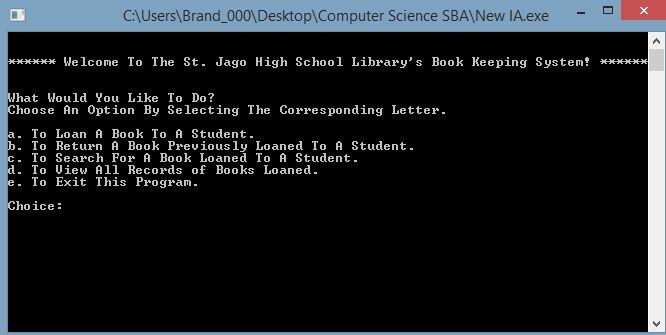 C:\Users\Brand_000\Desktop\Computer Science SBA\New IA.exe
****** Welcome To The St. Jago High School Library's Book Keeping System! ******
What Would You Like To Do?
Choose An Option By Selecting The Corresponding Letter.
a. To Loan A Book To A Student.
b. To Return A Book Previously Loaned To A Student.
c. To Search For A Book Loaned To A Student.
d. To View All Records of Books Loaned.
e. To Exit This Program.
Choice: